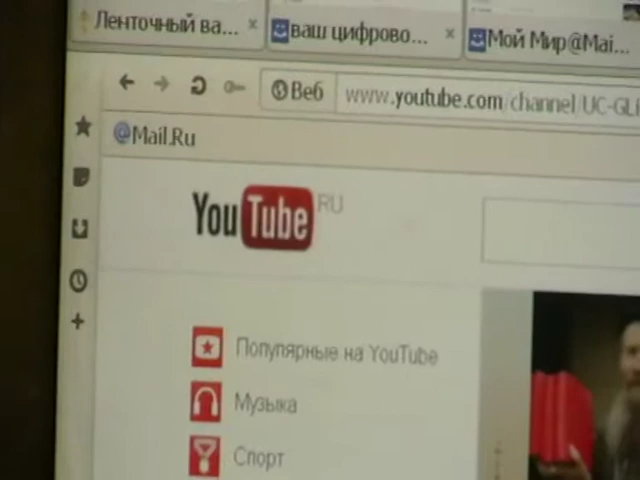 Ленточный ва...
ваш цифрово...
Мой Мир@Mai...
Веб
www.youtube.com/channel/UC-GLi
@Mail.Ru
YouTube RU
Популярные на YouTube
Музыка
Спорт